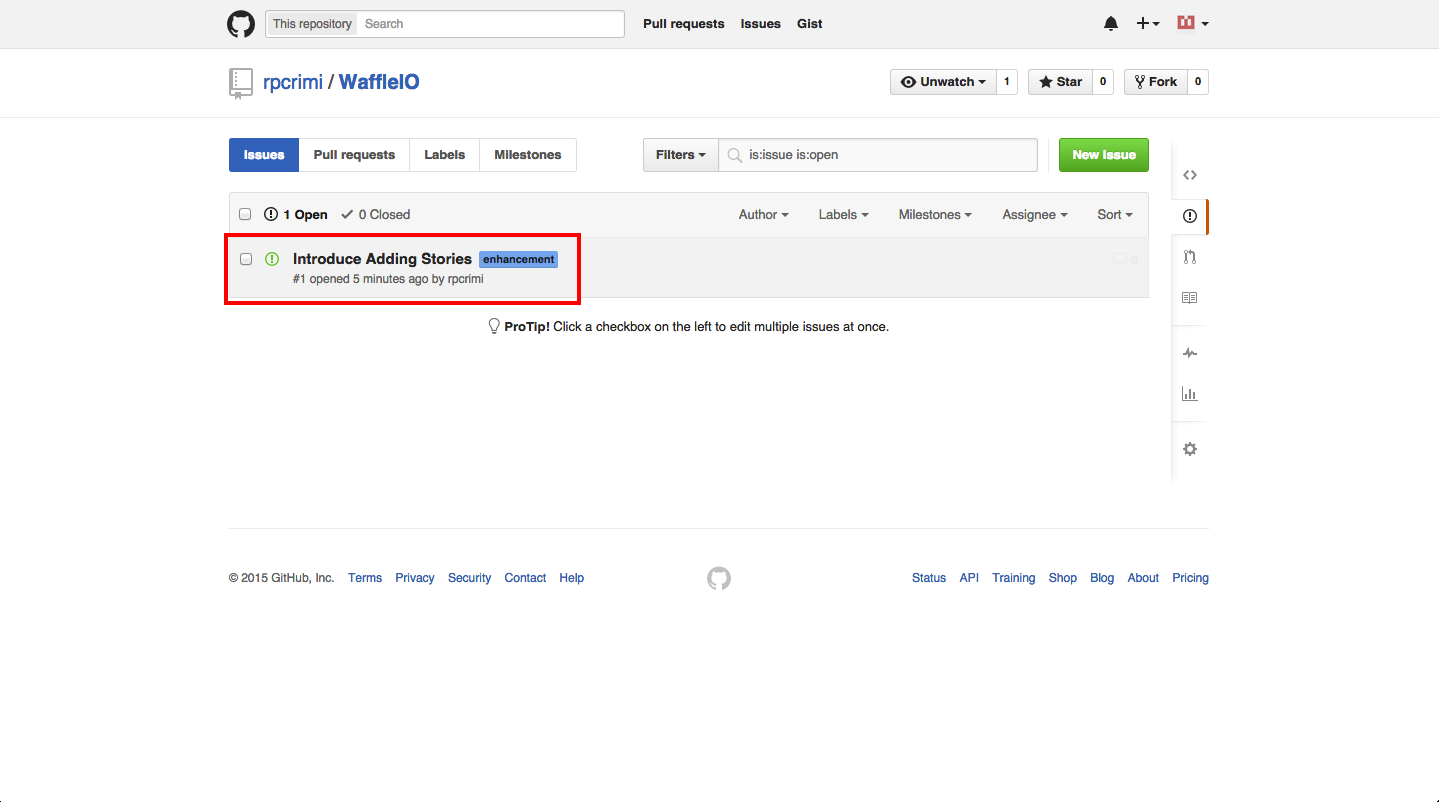 This repository Search Pull requests Issues Gist
rpcrimi / WaffleIO Unwatch 1 Star 0 Fork 0
Issues Pull requests Labels Milestones Filters is:issue is:open New issue
1 Open 0 Closed Author Labels Milestones Assignee Sort
Introduce Adding Stories enhancement 0
#1 opened 5 minutes ago by rpcrimi
ProTip! Click a checkbox on the left to edit multiple issues at once.
© 2015 GitHub, Inc. Terms Privacy Security Contact Help Status API Training Shop Blog About Pricing